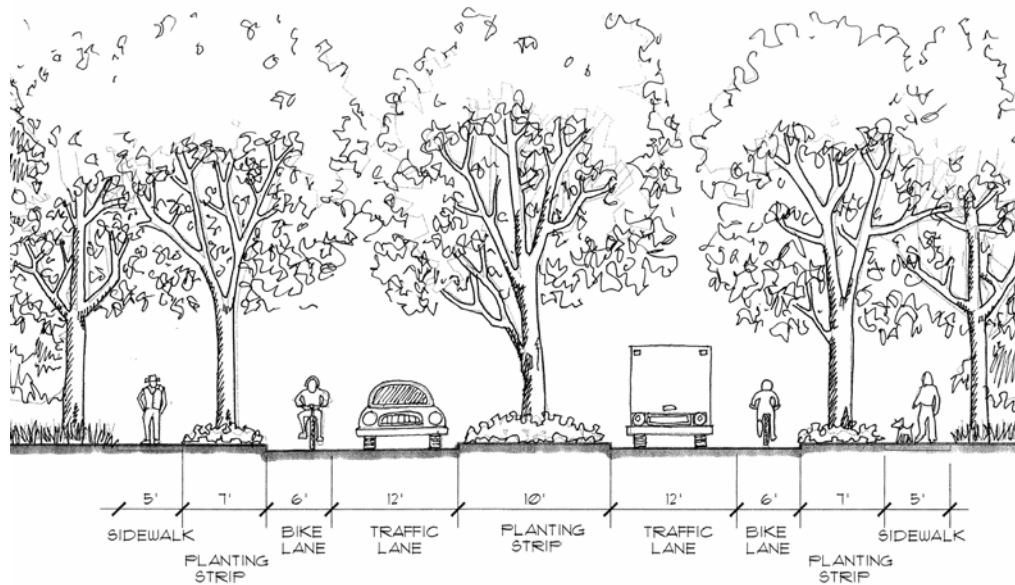 5' 7' 6' 12' 10' 12' 6' 7' 5'
SIDEWALK
PLANTING
STRIP
BIKE
LANE
TRAFFIC
LANE
PLANTING
STRIP
TRAFFIC
LANE
BIKE
LANE
PLANTING
STRIP
SIDEWALK